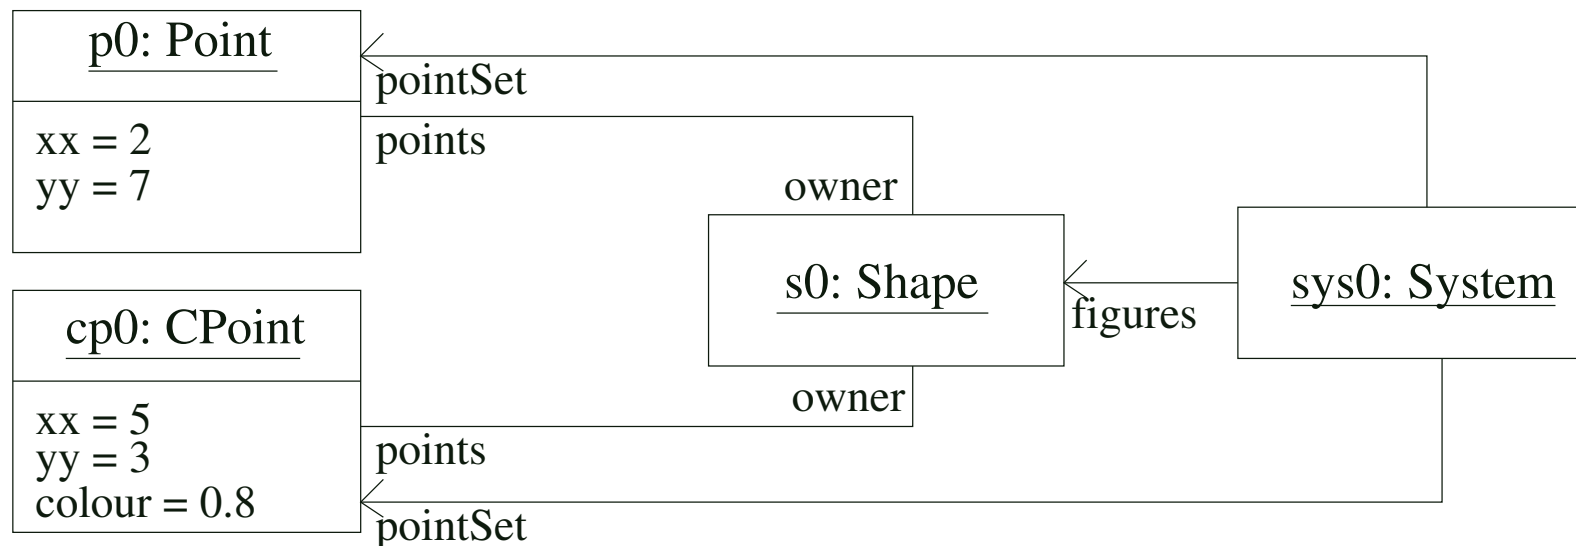 p0: Point
pointSet
xx = 2
points
yy = 7
owner
s0: Shape
sys0: System
figures
cp0: CPoint
owner
xx = 5
points
yy = 3
colour = 0.8
pointSet